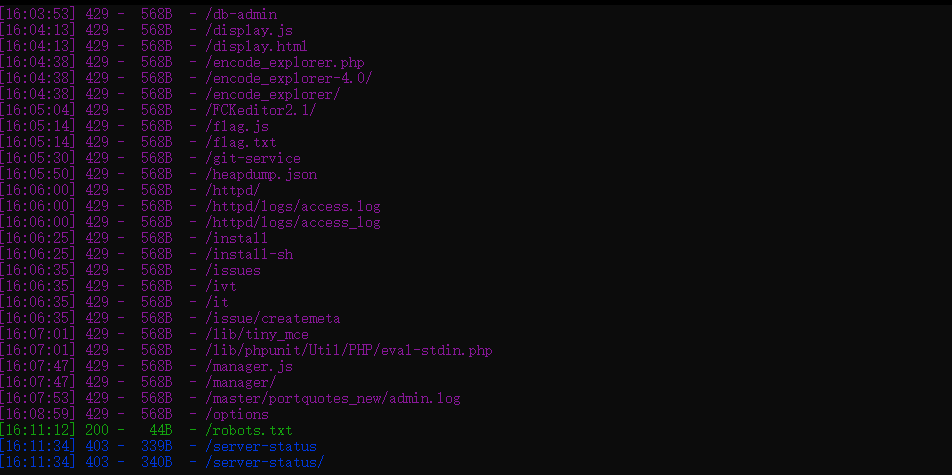 [16:03:53] 429 -  568B  - /db-admin
[16:04:13] 429 -  568B  - /display.js
[16:04:13] 429 -  568B  - /display.html
[16:04:38] 429 -  568B  - /encode_explorer.php
[16:04:38] 429 -  568B  - /encode_explorer-4.0/
[16:04:38] 429 -  568B  - /encode_explorer/
[16:05:04] 429 -  568B  - /FCKeditor2.1/
[16:05:14] 429 -  568B  - /flag.js
[16:05:14] 429 -  568B  - /flag.txt
[16:05:30] 429 -  568B  - /git-service
[16:05:50] 429 -  568B  - /heapdump.json
[16:06:00] 429 -  568B  - /httpd/
[16:06:00] 429 -  568B  - /httpd/logs/access.log
[16:06:00] 429 -  568B  - /httpd/logs/access_log
[16:06:25] 429 -  568B  - /install
[16:06:25] 429 -  568B  - /install-sh
[16:06:35] 429 -  568B  - /issues
[16:06:35] 429 -  568B  - /ivt
[16:06:35] 429 -  568B  - /it
[16:06:35] 429 -  568B  - /issue/createmeta
[16:07:01] 429 -  568B  - /lib/tiny_mce
[16:07:01] 429 -  568B  - /lib/phpunit/Util/PHP/eval-stdin.php
[16:07:47] 429 -  568B  - /manager.js
[16:07:47] 429 -  568B  - /manager/
[16:07:53] 429 -  568B  - /master/portquotes_new/admin.log
[16:08:59] 429 -  568B  - /options
[16:11:12] 200 -   44B  - /robots.txt
[16:11:34] 403 -  339B  - /server-status
[16:11:34] 403 -  340B  - /server-status/